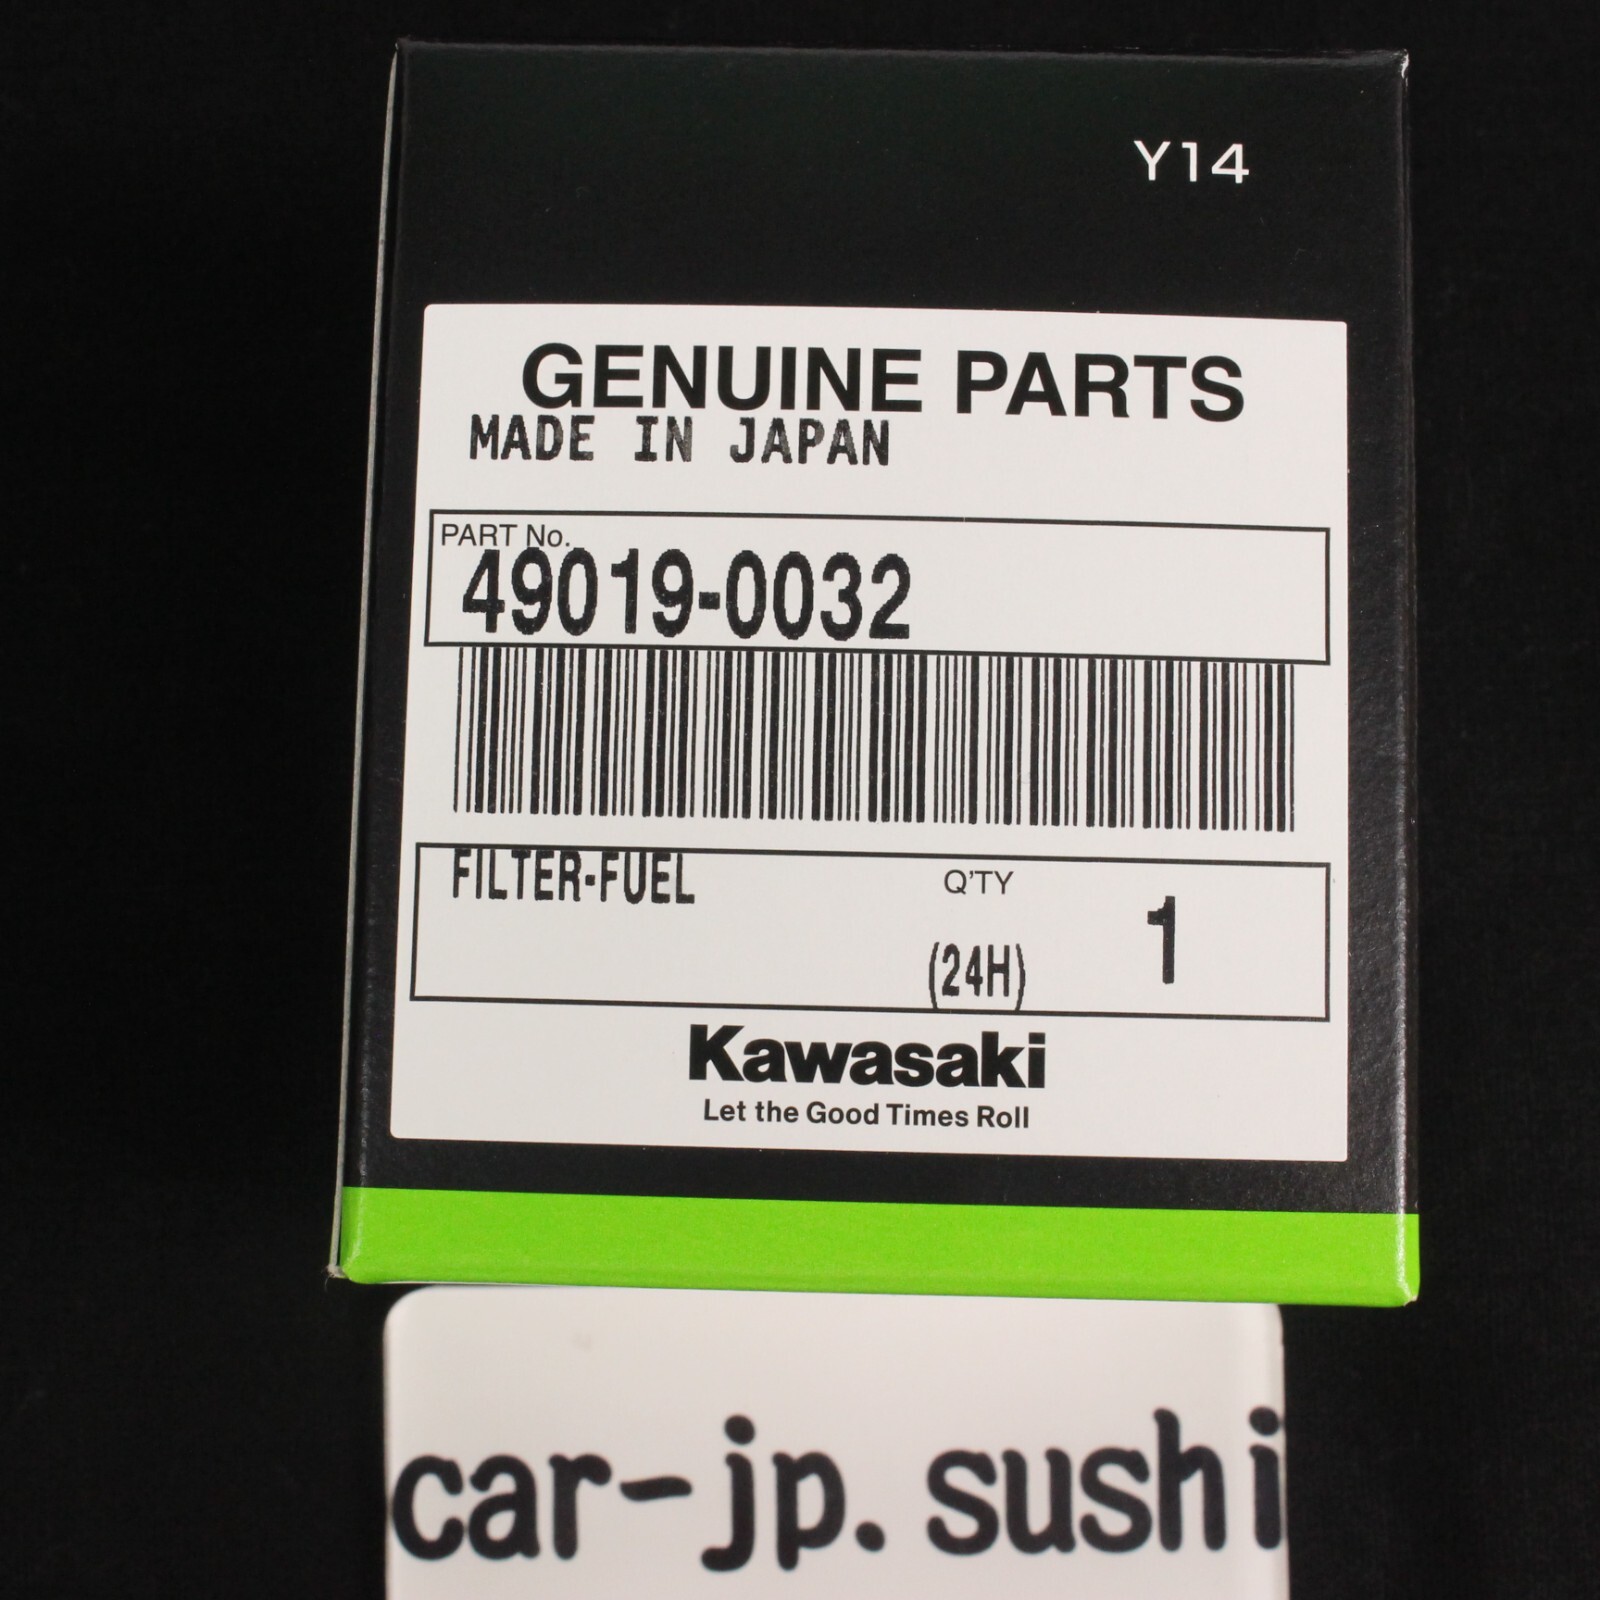 Y14
GENUINE PARTS
MADE IN JAPAN
PART No.
49019-0032
FILTER-FUEL
Q'TY
1
(24H)
Kawasaki
Let the Good Times Roll
car-jp.sushi